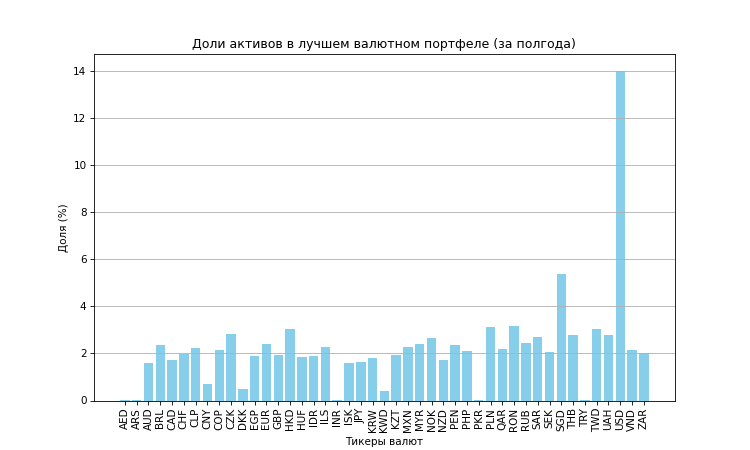 Доли активов в лучшем валютном портфеле (за полгода)
Доля (%)
14
12
10
8
6
4
2
0
AED ARS AUD BRL CAD CHF CLP CNY COP CZK DKK EGP EUR GBP HKD HUF IDR ILS INR ISK JPY KRW KWD KZT MXN MYR NOK NZD PEN PHP PKR PLN QAR RON RUB SAR SEK SGD THB TRY TWD UAH USD VND ZAR
Тикеры валют